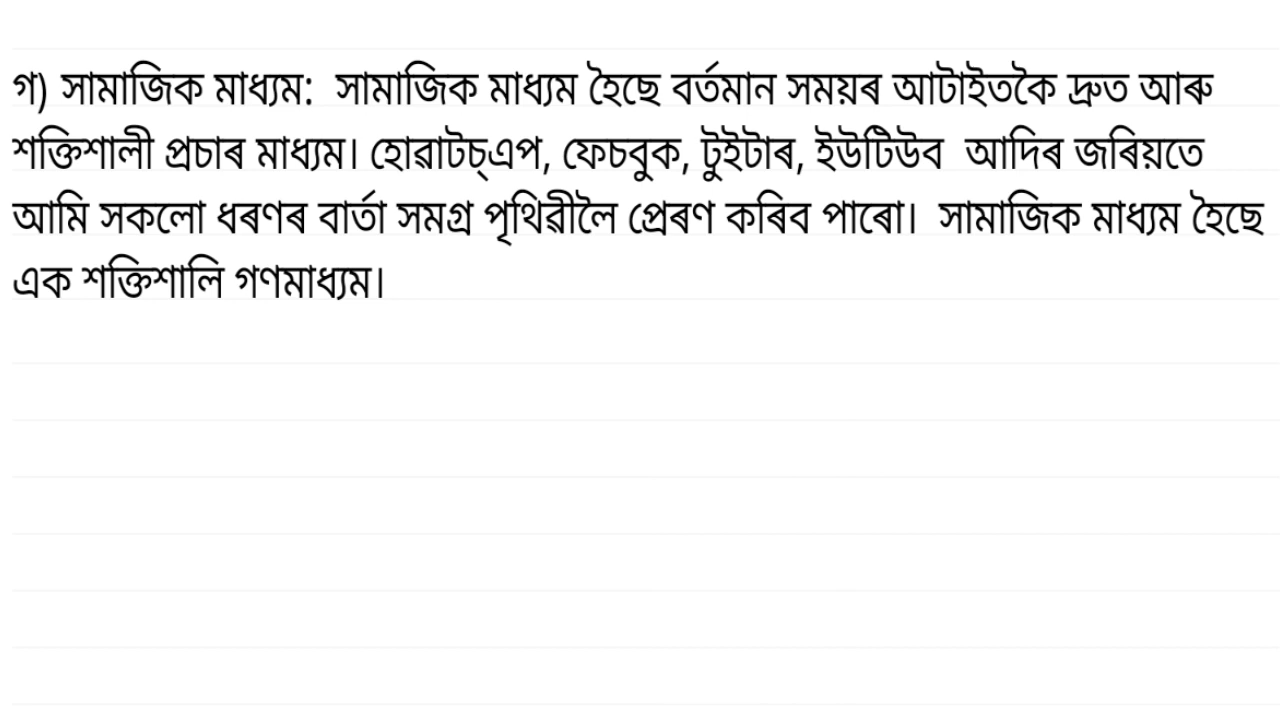 গ) সামাজিক মাধ্যম:  সামাজিক মাধ্যম হৈছে বৰ্তমান সময়ৰ আটাইতকৈ দ্ৰুত আৰু
শক্তিশালী প্ৰচাৰ মাধ্যম। হোৱাটচ্এপ, ফেচবুক, টুইটাৰ, ইউটিউব  আদিৰ জৰিয়তে
আমি সকলো ধৰণৰ বাৰ্তা সমগ্ৰ পৃথিৱীলৈ প্ৰেৰণ কৰিব পাৰো।  সামাজিক মাধ্যম হৈছে
এক শক্তিশালি গণমাধ্যম।